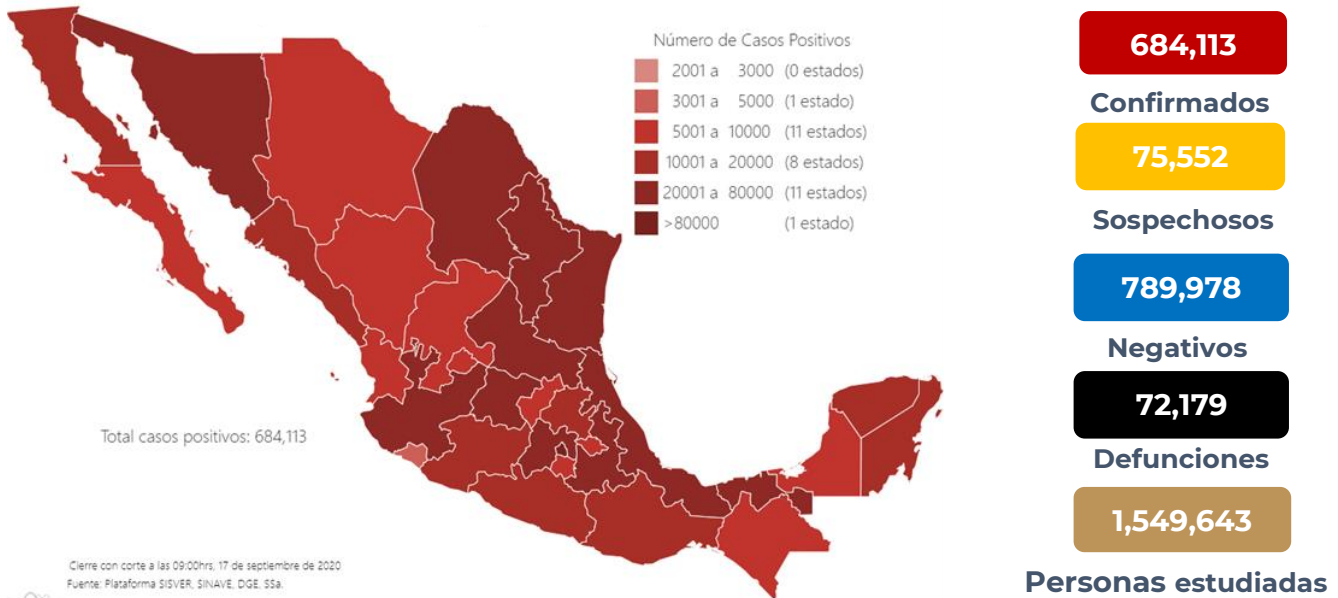 Número de Casos Positivos
2001 a 3000 (0 estados)
3001 a 5000 (1 estado)
5001 a 10000 (11 estados)
10001 a 20000 (8 estados)
20001 a 80000 (11 estados)
>80000 (1 estado)
Total casos positivos: 684,113
Cierre con corte a las 09:00hrs, 17 de septiembre de 2020
Fuente: Plataforma SISVER, SINAVE, DGE, SSa.
684,113
Confirmados
75,552
Sospechosos
789,978
Negativos
72,179
Defunciones
1,549,643
Personas estudiadas